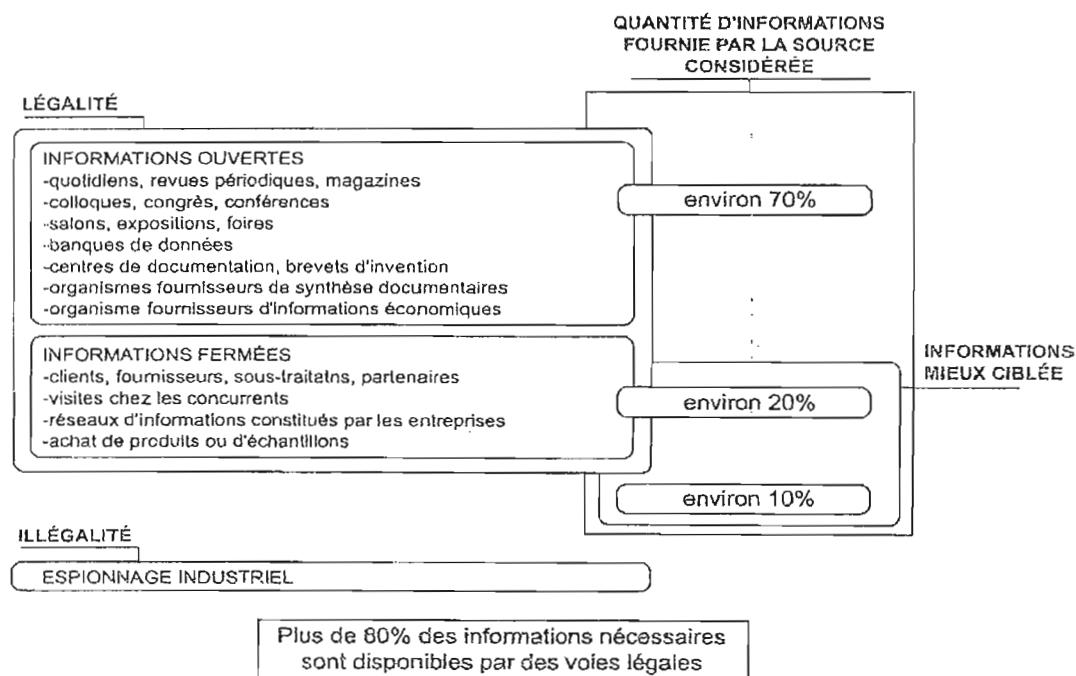 QUANTITÉ D'INFORMATIONS
FOURNIE PAR LA SOURCE
CONSIDÉRÉE
LÉGALITÉ
INFORMATIONS OUVERTES
-quotidiens, revues périodiques, magazines
-colloques, congrès, conférences
-salons, expositions, foires
-banques de données
-centres de documentation, brevets d'invention
-organismes fournisseurs de synthèse documentaires
-organisme fournisseurs d'informations économiques
environ 70%
INFORMATIONS FERMÉES
-clients, fournisseurs, sous-traitatns, partenaires
-visites chez les concurrents
-réseaux d'informations constitués par les entreprises
-achat de produits ou d'échantillons
environ 20%
INFORMATIONS
MIEUX CIBLÉE
environ 10%
ILLÉGALITÉ
ESPIONNAGE INDUSTRIEL
Plus de 80% des informations nécessaires
sont disponibles par des voies légales